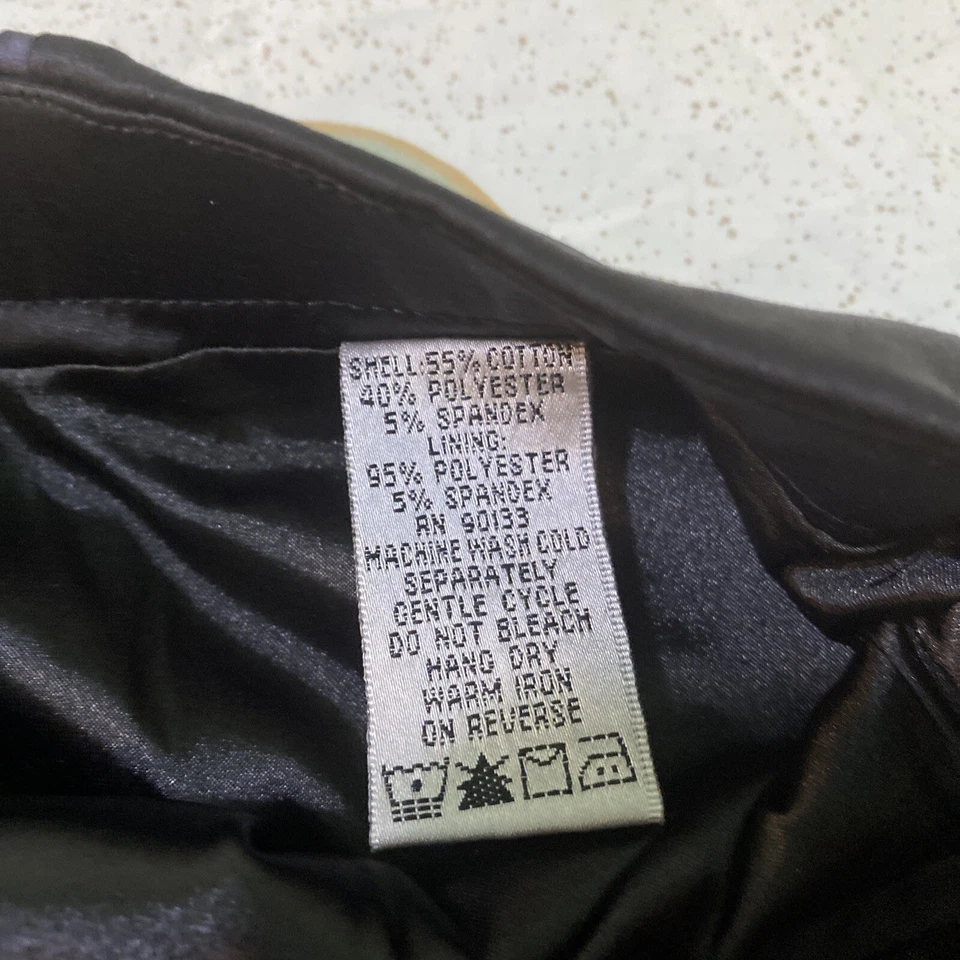 SHELL:55% COTTON
40% POLYESTER
5% SPANDEX
LINING:
95% POLYESTER
5% SPANDEX
RN 90133
MACHINE WASH COLD
SEPARATELY
GENTLE CYCLE
DO NOT BLEACH
HANG DRY
WARM IRON
ON REVERSE